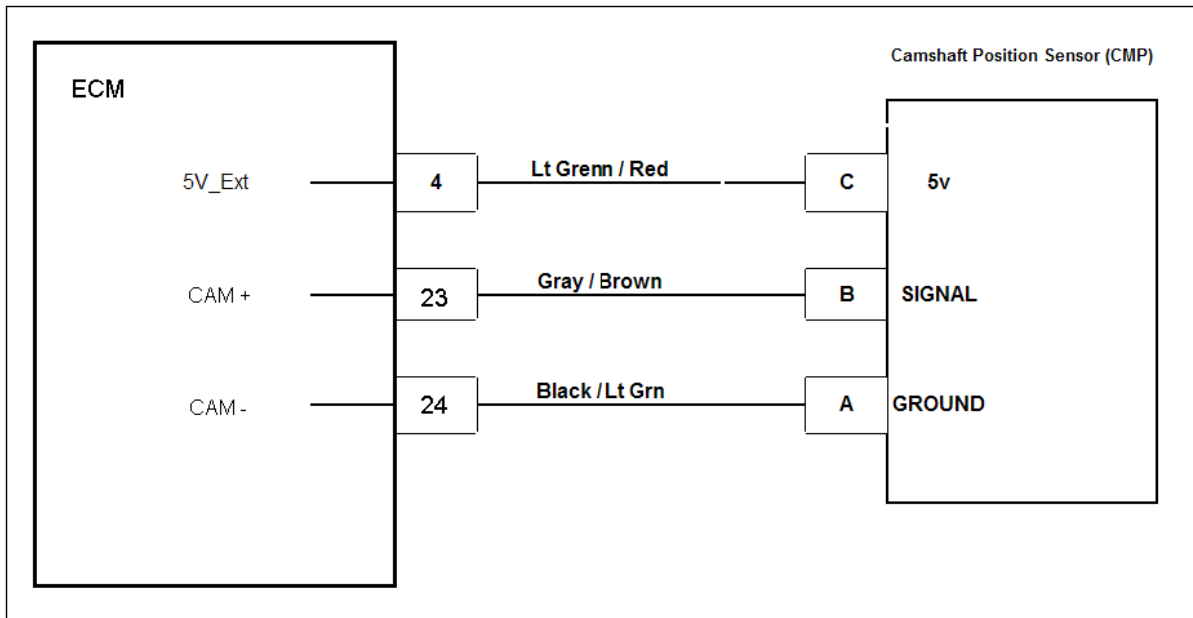 Camshaft Position Sensor (CMP)
ECM
5V_Ext
4
Lt Grenn / Red
C
5v
CAM +
23
Gray / Brown
B
SIGNAL
CAM -
24
Black / Lt Grn
A
GROUND